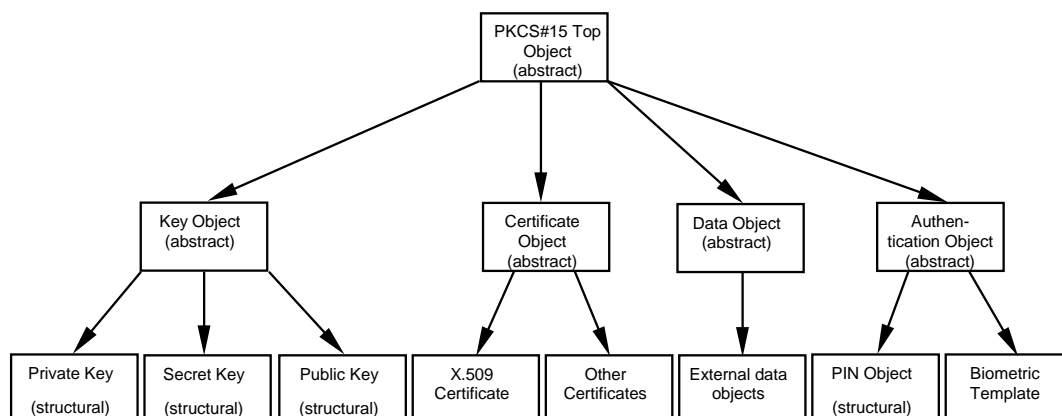 PKCS#15 Top
Object
(abstract)
Key Object
(abstract)
Certificate
Object
(abstract)
Data Object
(abstract)
Authen-
tication Object
(abstract)
Private Key
(structural)
Secret Key
(structural)
Public Key
(structural)
X.509
Certificate
Other
Certificates
External data
objects
PIN Object
(structural)
Biometric
Template